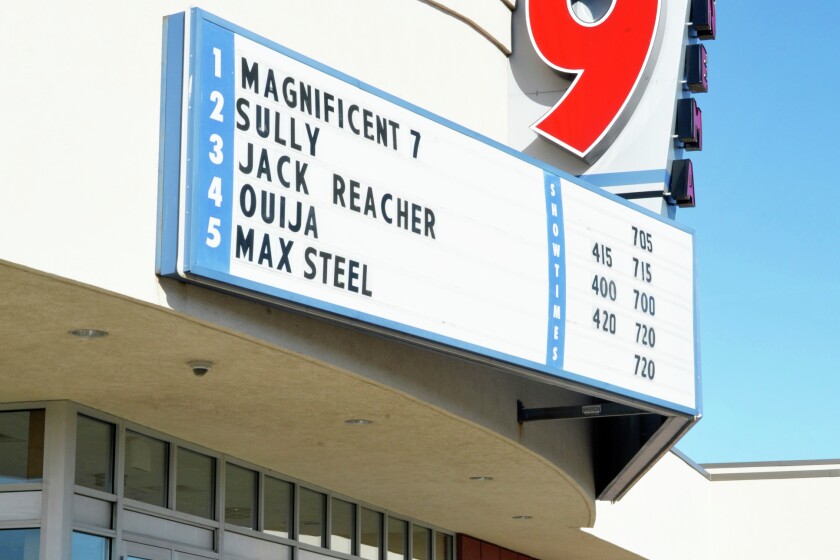 9
1 MAGNIFICENT 7 705
2 SULLY 415 715
3 JACK REACHER 400 700
4 OUIJA 420 720
5 MAX STEEL 720
SHOWTIMES